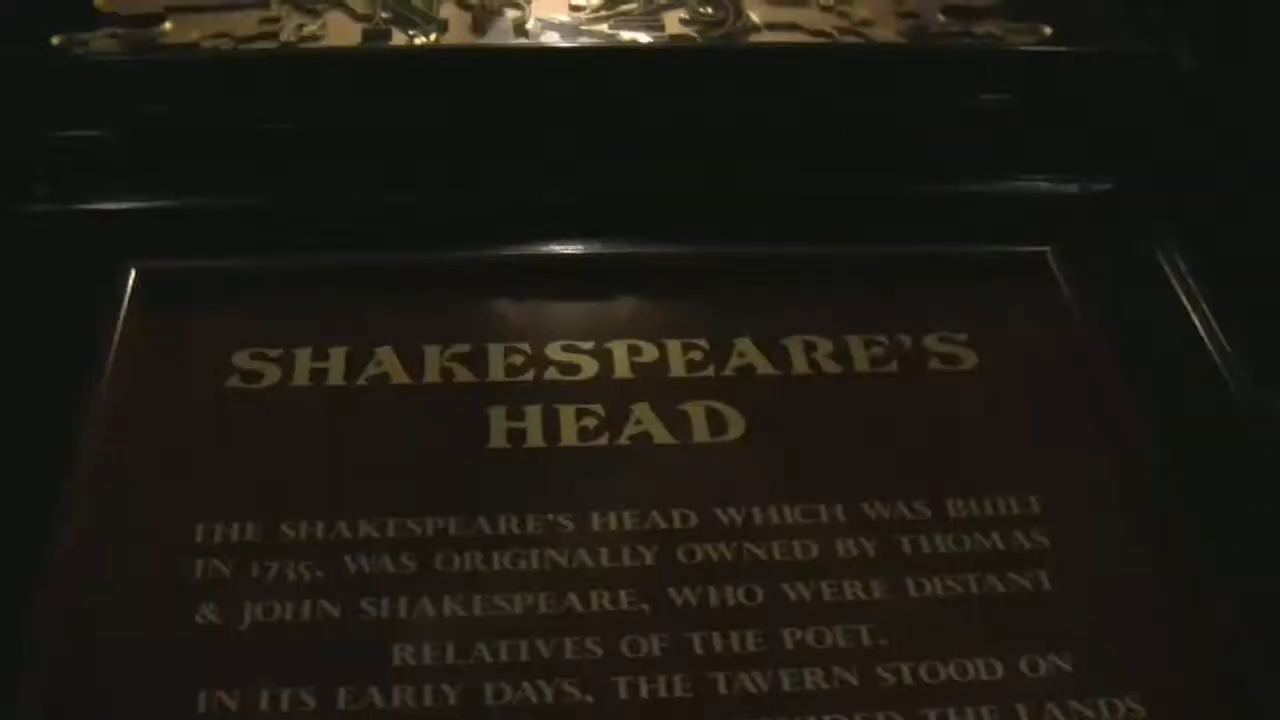 SHAKESPEARE'S
HEAD
THE SHAKESPEARE'S HEAD WHICH WAS BUILT
IN 1735, WAS ORIGINALLY OWNED BY THOMAS
& JOHN SHAKESPEARE, WHO WERE DISTANT
RELATIVES OF THE POET.
IN ITS EARLY DAYS, THE TAVERN STOOD ON
THE LANDS